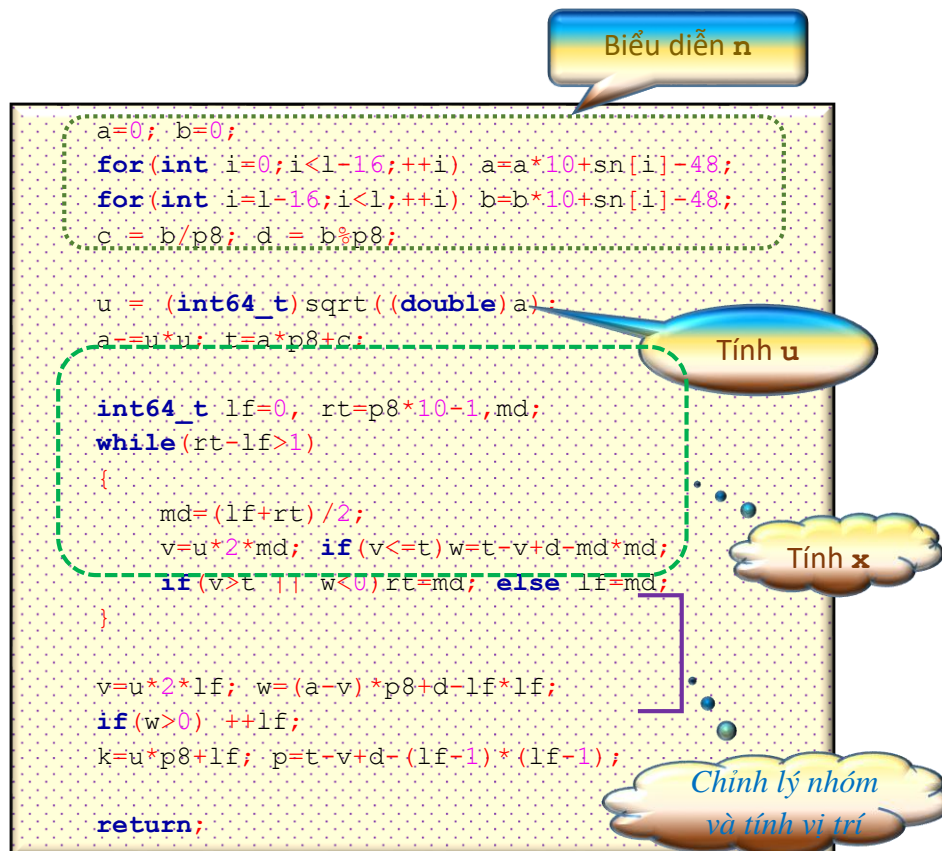 Biểu diễn n
a=0; b=0;
for(int i=0;i<l-16;++i) a=a*10+sn[i]-48;
for(int i=l-16;i<l;++i) b=b*10+sn[i]-48;
c = b/p8; d = b%p8;
u = (int64_t)sqrt((double)a);
a-=u*u; t=a*p8+c;
Tính u
int64_t lf=0, rt=p8*10-1,md;
while(rt-lf>1)
{
md=(lf+rt)/2;
v=u*2*md; if(v<=t)w=t-v+d-md*md;
Tính x
if(v>t || w<0)rt=md; else lf=md;
}
v=u*2*lf; w=(a-v)*p8+d-lf*lf;
if(w>0) ++lf;
k=u*p8+lf; p=t-v+d-(lf-1)*(lf-1);
Chỉnh lý nhóm
và tính vị trí
return;